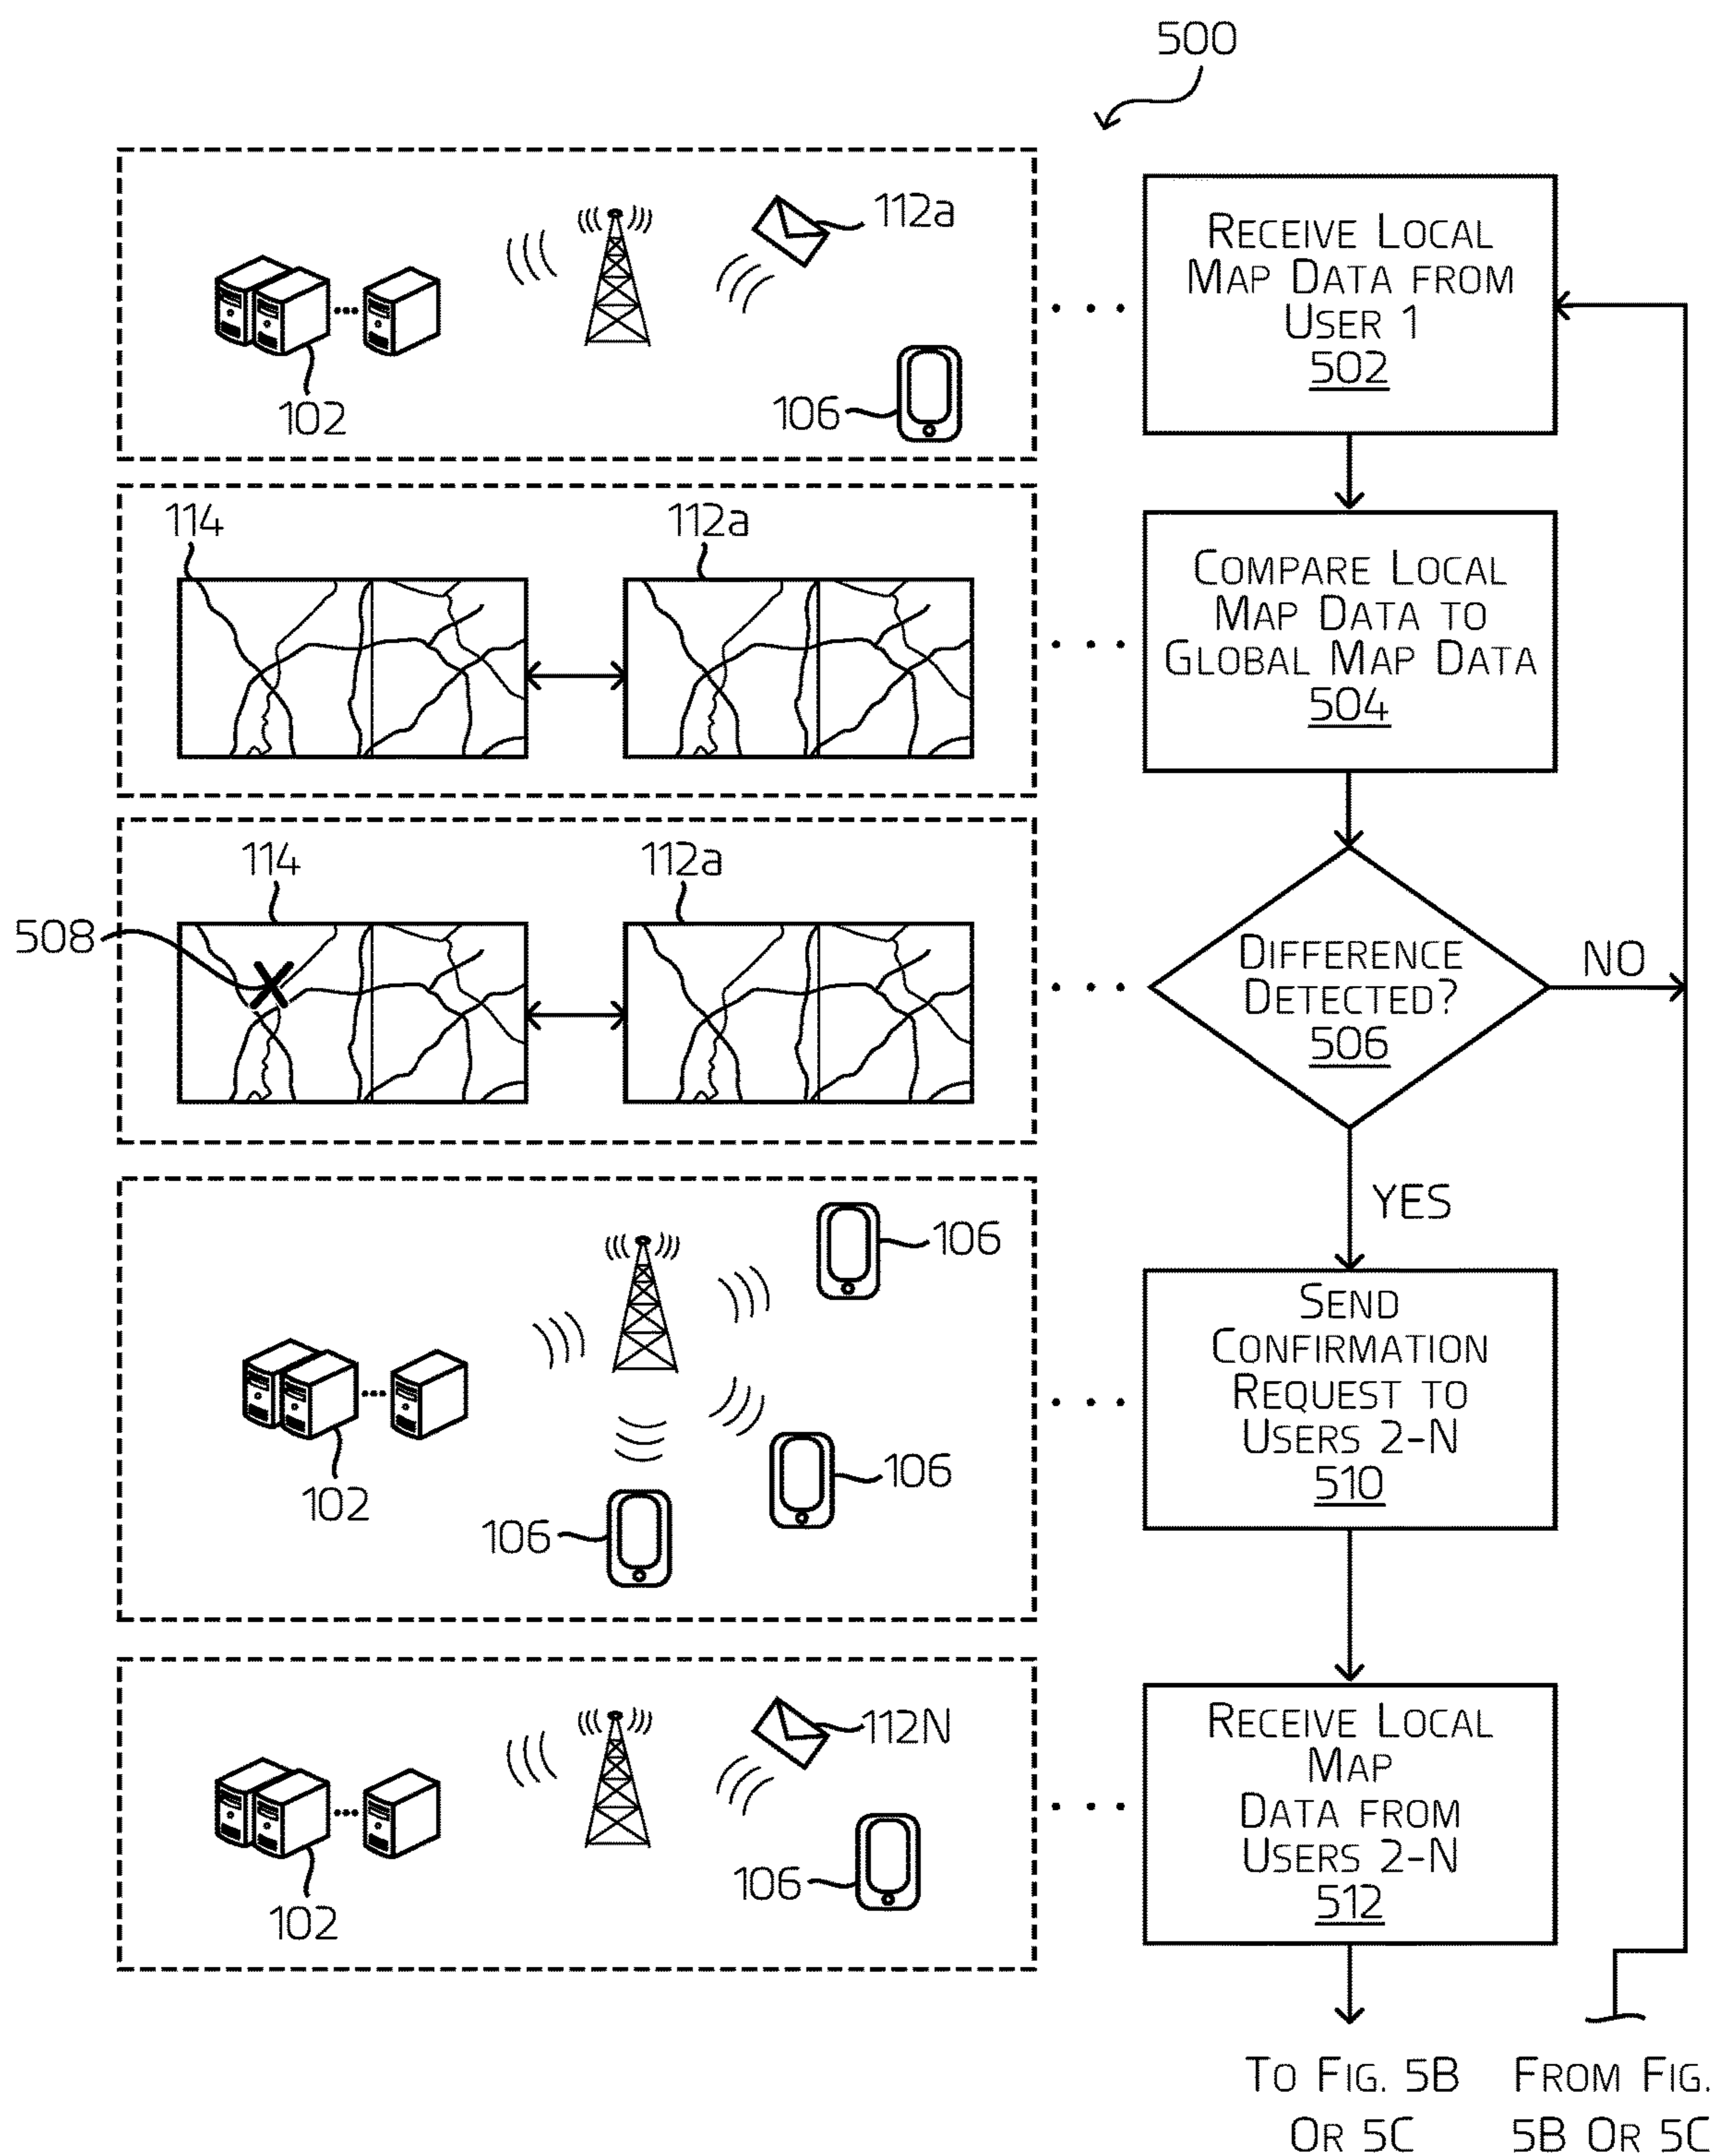 500
112a
102
106
RECEIVE LOCAL
MAP DATA FROM
USER 1
502
114
112a
COMPARE LOCAL
MAP DATA TO
GLOBAL MAP DATA
504
114
112a
508
DIFFERENCE
DETECTED?
506
NO
YES
106
106
106
102
SEND
CONFIRMATION
REQUEST TO
USERS 2-N
510
112N
106
102
RECEIVE LOCAL
MAP
DATA FROM
USERS 2-N
512
TO FIG. 5B
OR 5C
FROM FIG.
5B OR 5C